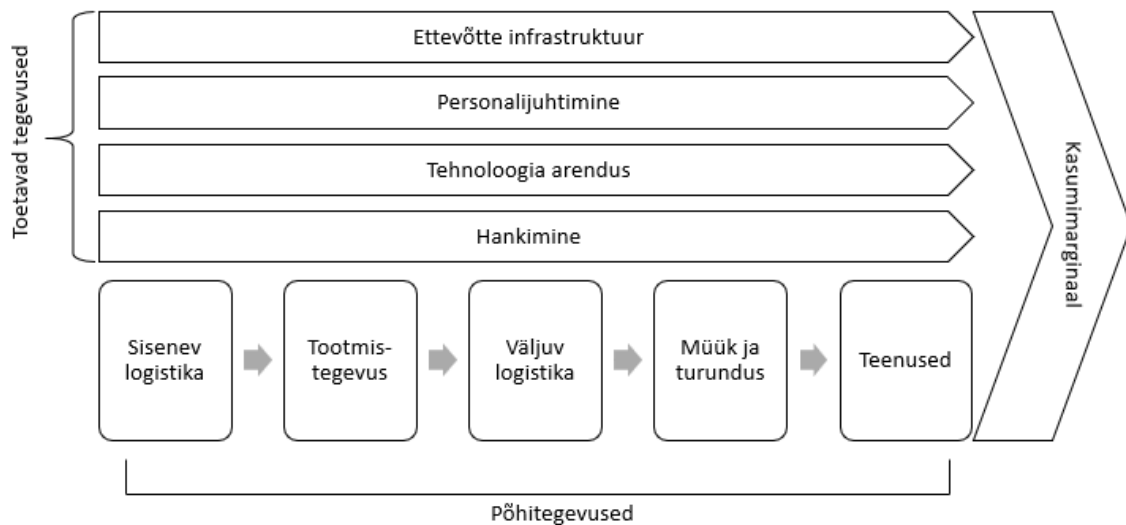 Toetavad tegevused
Ettevõtte infrastruktuur
Personalijuhtimine
Tehnoloogia arendus
Hankimine
Kasumimarginaal
Sisenev
logistika
Tootmis-
tegevus
Väljuv
logistika
Müük ja
turundus
Teenused
Põhitegevused